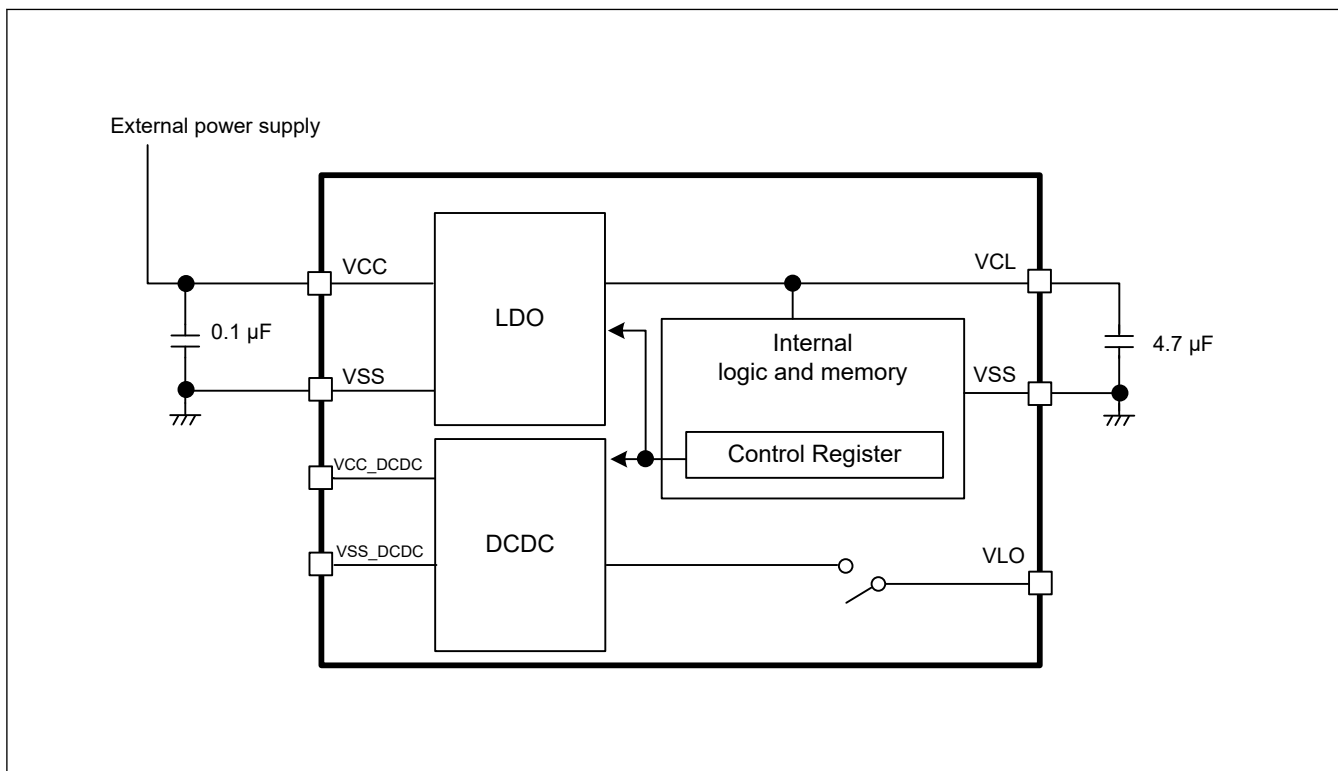 External power supply
VCC
VCL
0.1 µF
LDO
Internal
logic and memory
4.7 µF
VSS
VSS
Control Register
VCC_DCDC
DCDC
VSS_DCDC
VLO